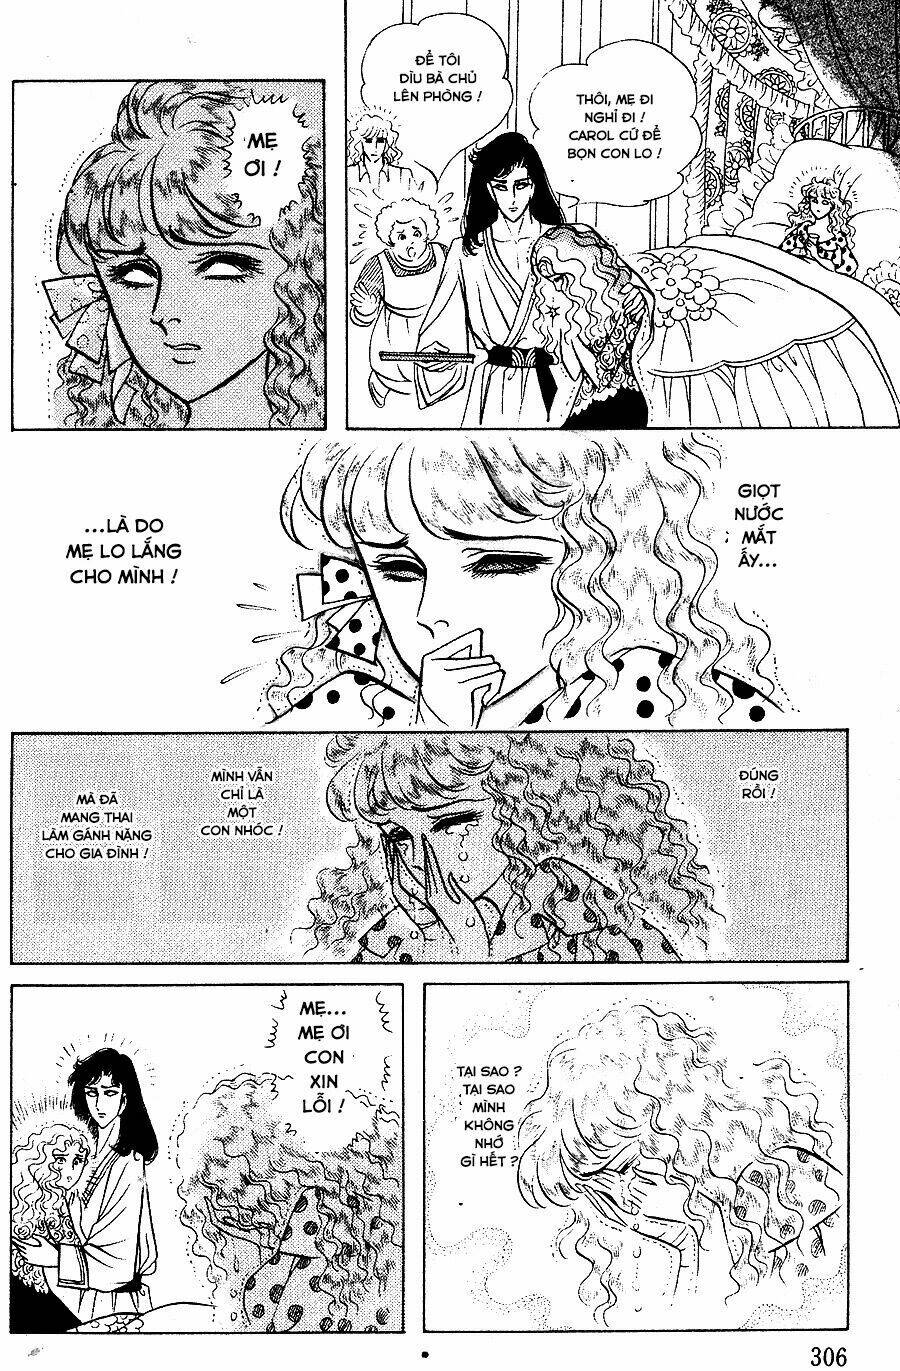 THÔI, MẸ ĐI
NGHỈ ĐI !
CAROL CỨ ĐỂ
BỌN CON LO !
ĐỂ TÔI
DÌU BÀ CHỦ
LÊN PHÒNG !
MẸ
ƠI !
GIỌT
NƯỚC
MẮT
ẤY...
...LÀ DO
MẸ LO LẮNG
CHO MÌNH !
ĐÚNG
RỒI !
MÌNH VẪN
CHỈ LÀ
MỘT
CON NHÓC !
MÀ ĐÃ
MANG THAI
LÀM GÁNH NẶNG
CHO GIA ĐÌNH !
TẠI SAO ?
TẠI SAO
MÌNH
KHÔNG
NHỚ
GÌ HẾT ?
MẸ...
MẸ ƠI
CON
XIN
LỖI !
306